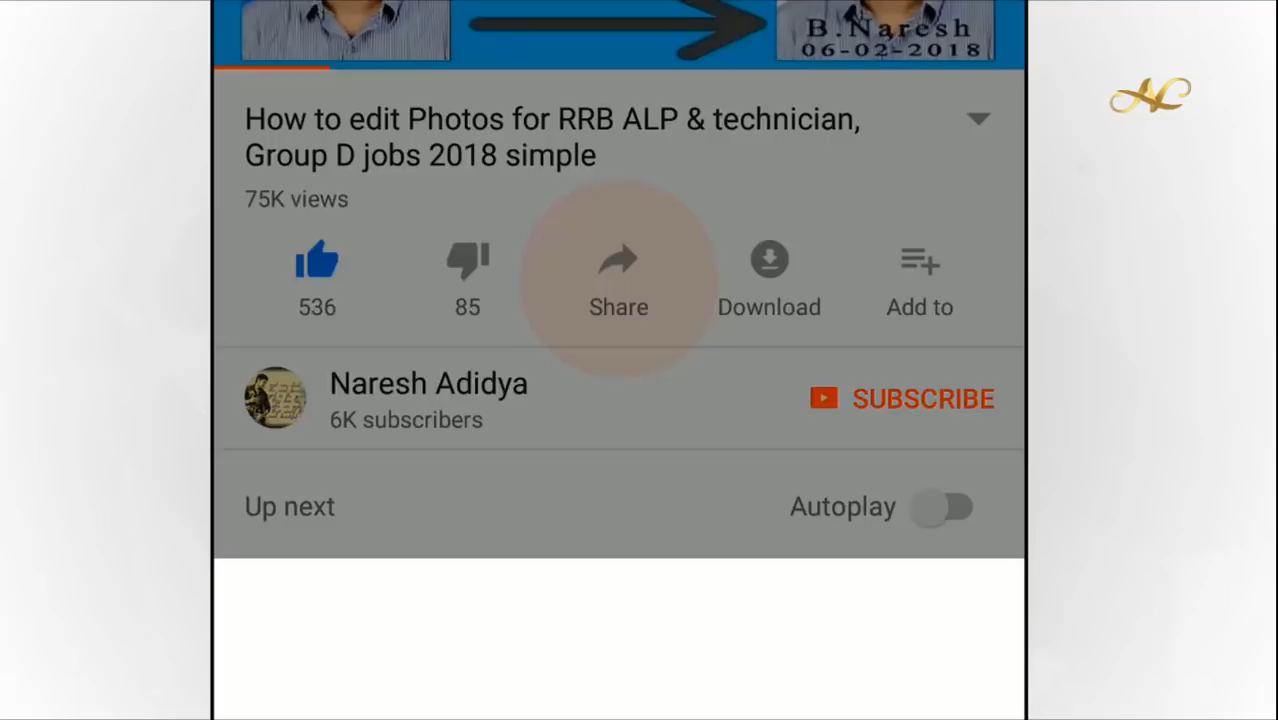 B.Naresh
06-02-2018
How to edit Photos for RRB ALP & technician,
Group D jobs 2018 simple
75K views
536
85
Share
Download
Add to
Naresh Adidya
6K subscribers
SUBSCRIBE
Up next
Autoplay